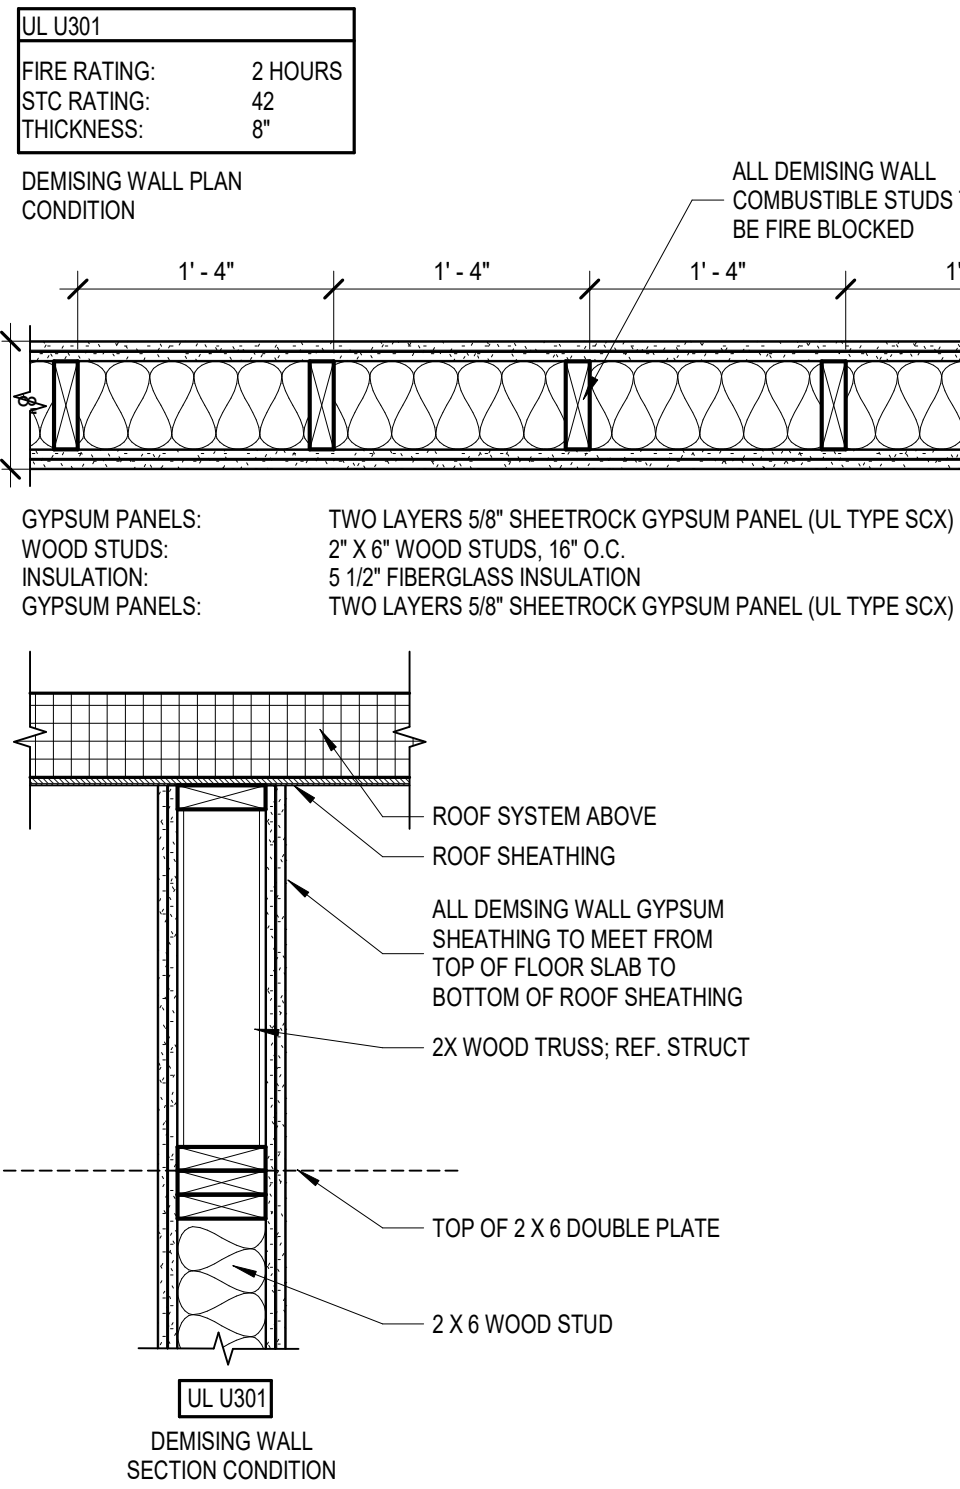 UL U301
FIRE RATING: 2 HOURS
STC RATING: 42
THICKNESS: 8"
DEMISING WALL PLAN
CONDITION
ALL DEMISING WALL
COMBUSTIBLE STUDS
BE FIRE BLOCKED
1' - 4" 1' - 4" 1' - 4" 1'
8"
GYPSUM PANELS: TWO LAYERS 5/8" SHEETROCK GYPSUM PANEL (UL TYPE SCX)
WOOD STUDS: 2" X 6" WOOD STUDS, 16" O.C.
INSULATION: 5 1/2" FIBERGLASS INSULATION
GYPSUM PANELS: TWO LAYERS 5/8" SHEETROCK GYPSUM PANEL (UL TYPE SCX)
ROOF SYSTEM ABOVE
ROOF SHEATHING
ALL DEMSING WALL GYPSUM
SHEATHING TO MEET FROM
TOP OF FLOOR SLAB TO
BOTTOM OF ROOF SHEATHING
2X WOOD TRUSS; REF. STRUCT
TOP OF 2 X 6 DOUBLE PLATE
2 X 6 WOOD STUD
UL U301
DEMISING WALL
SECTION CONDITION